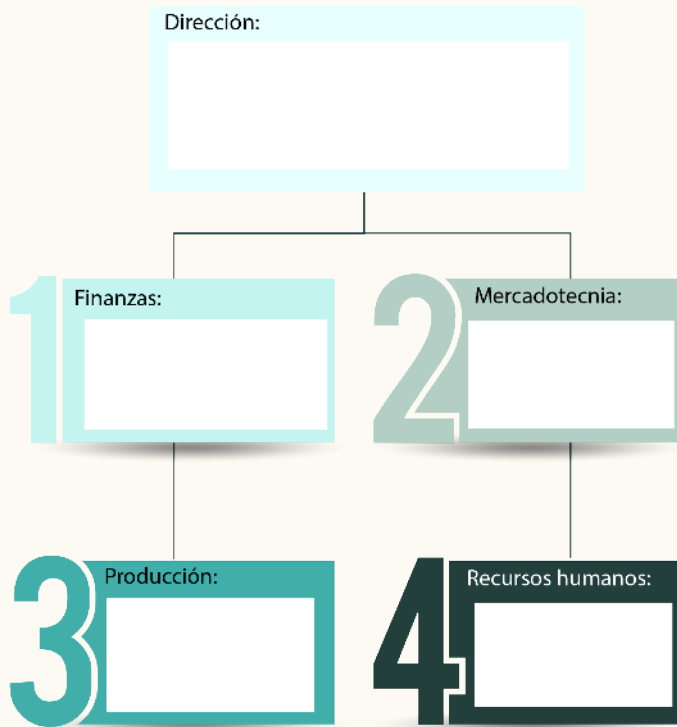 Dirección:
1
Finanzas:
2
Mercadotecnia:
3
Producción:
4
Recursos humanos: